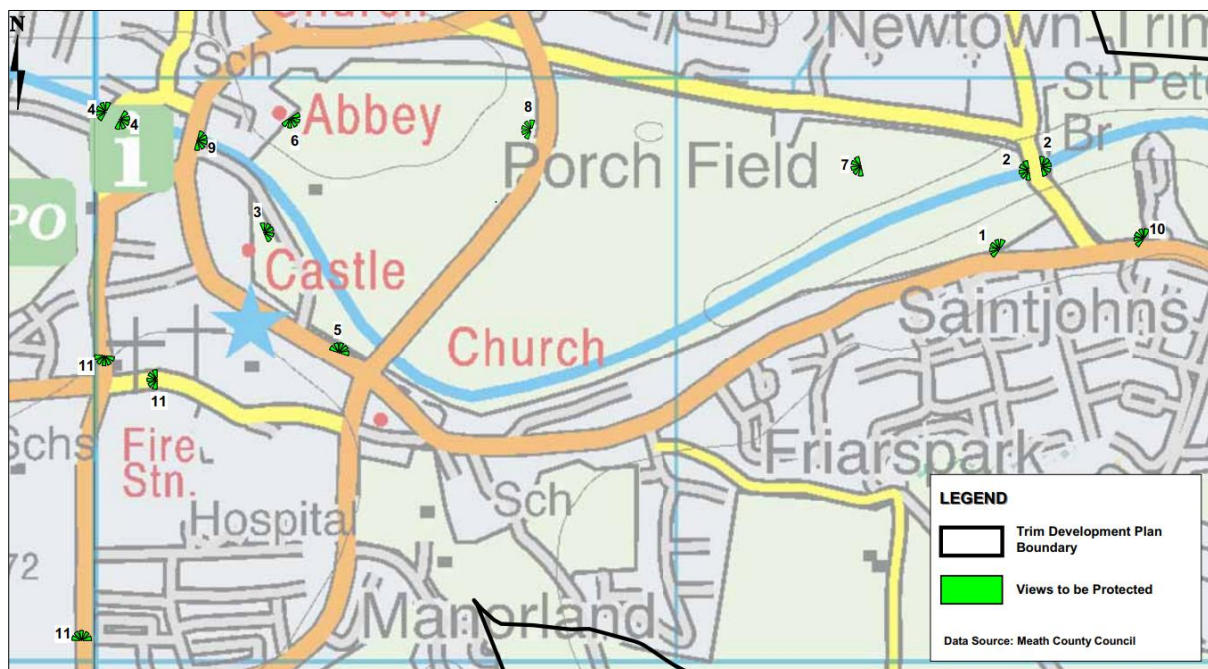 N
Church
Newtown Trim
Sch
St Pete
Br
4
4
Abbey
6
8
9
Porch Field
7
2
2
i
PO
3
Castle
1
10
Saintjohns
5
Church
11
11
Schs
Fire
Stn.
Friarspark
Sch
Hospital
72
Manorland
11
LEGEND
Trim Development Plan
Boundary
Views to be Protected
Data Source: Meath County Council